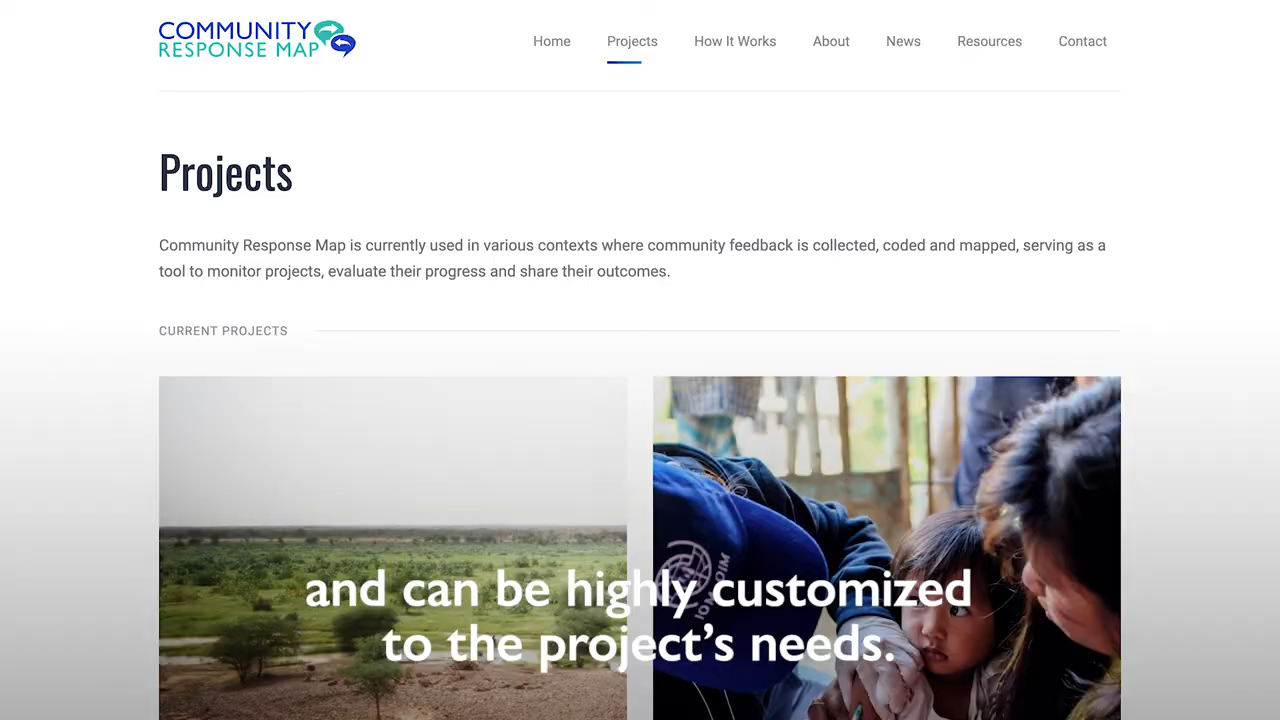 COMMUNITY
RESPONSE MAP
Home Projects How It Works About News Resources Contact
Projects
Community Response Map is currently used in various contexts where community feedback is collected, coded and mapped, serving as a
tool to monitor projects, evaluate their progress and share their outcomes.
CURRENT PROJECTS
IOM OIM
and can be highly customized
to the project’s needs.